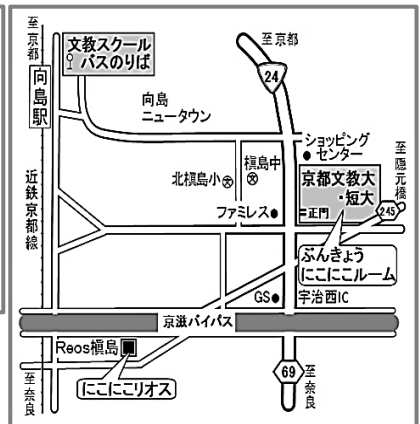 至京都
文教スクール
バスのりば
至京都
24
向島駅
向島
ニュータウン
ショッピング
センター
至隠元橋
近鉄京都線
北槇島小
槇島中
京都文教大
・短大
ファミレス
正門
245
ぶんきょう
にこにこルーム
GS
宇治西IC
京滋バイパス
Reos槇島
にこにこリオス
69
至奈良
至奈良